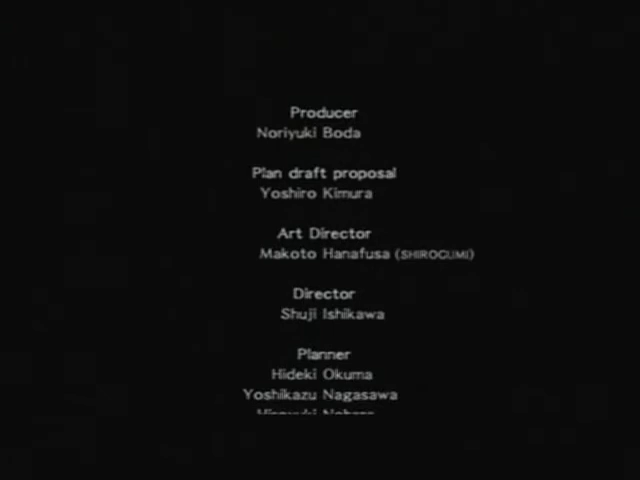 Producer
Noriyuki Boda
Plan draft proposal
Yoshiro Kimura
Art Director
Makoto Hanafusa (SHIROGUMI)
Director
Shuji Ishikawa
Planner
Hideki Okuma
Yoshikazu Nagasawa